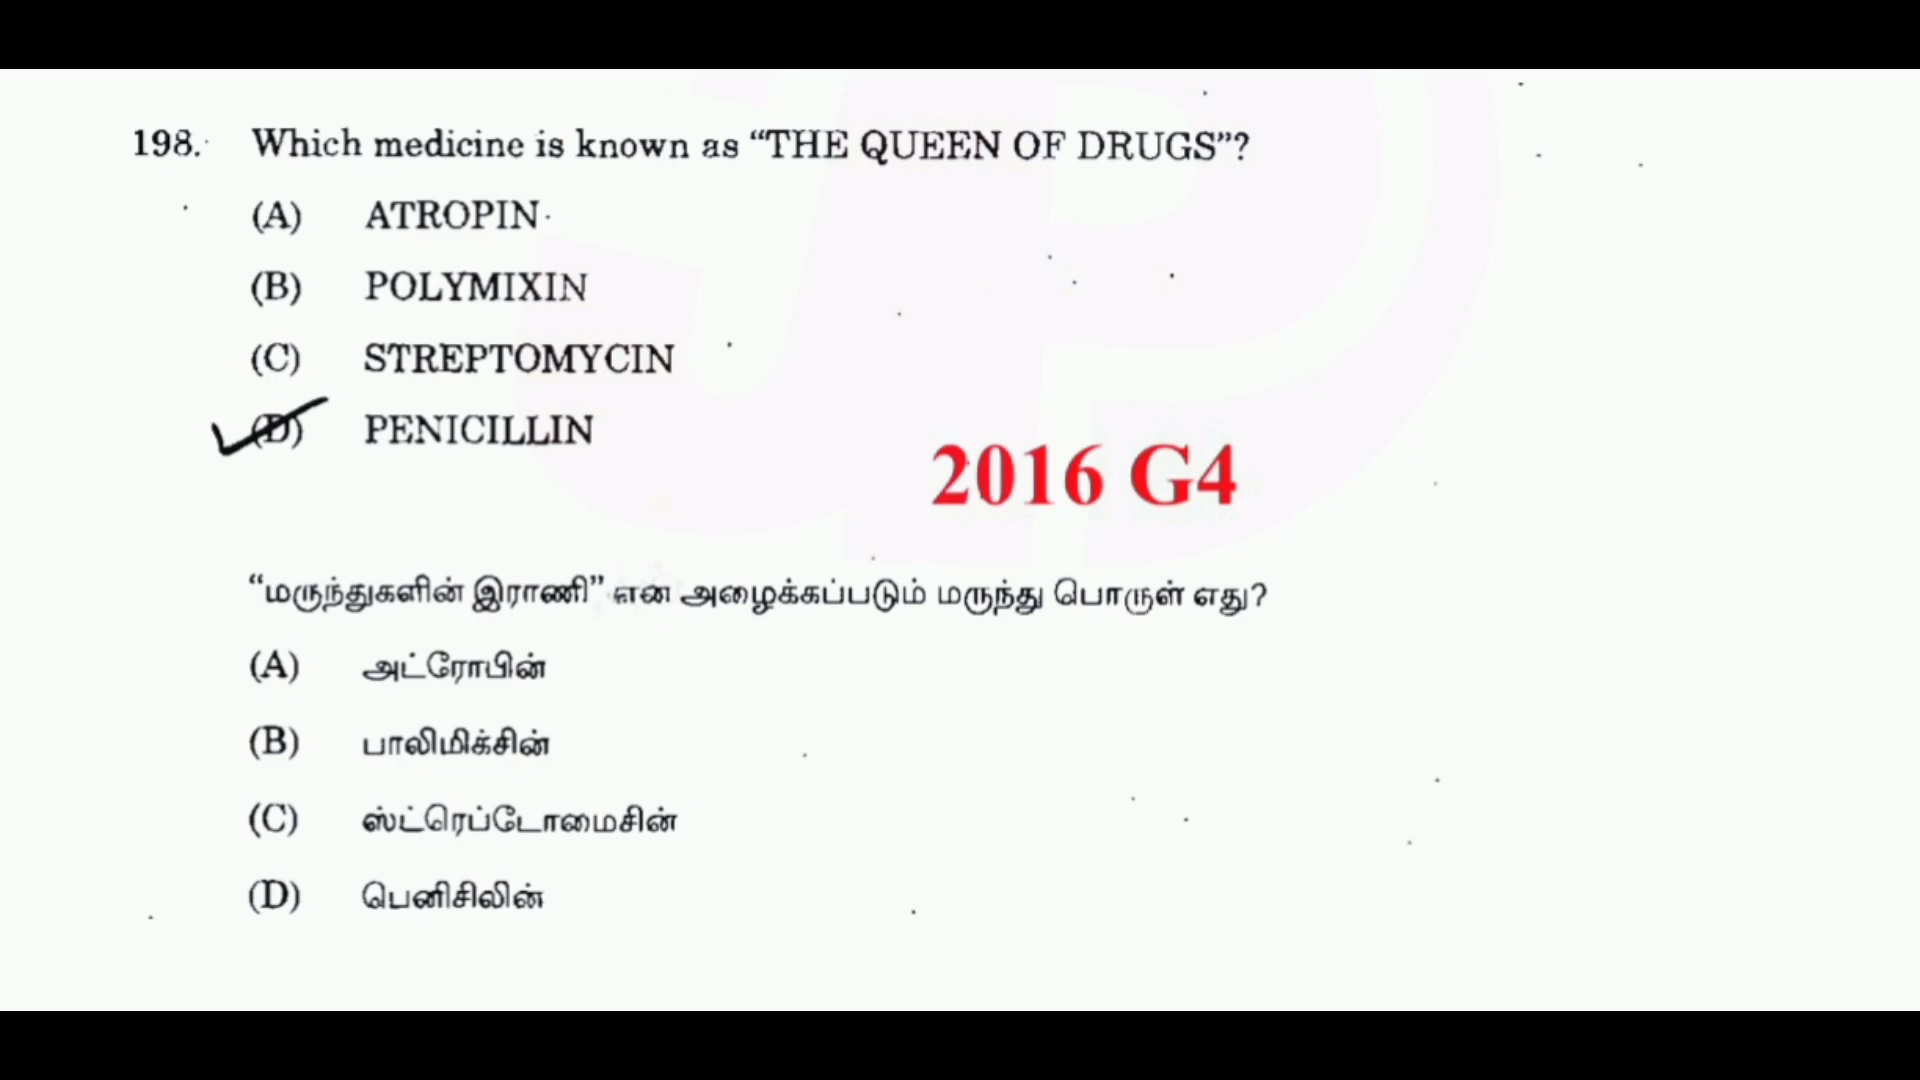 198. Which medicine is known as “THE QUEEN OF DRUGS”?
(A) ATROPIN
(B) POLYMIXIN
(C) STREPTOMYCIN
(D) PENICILLIN
2016 G4
“மருந்துகளின் இராணி” என அழைக்கப்படும் மருந்து பொருள் எது?
(A) அட்ரோபின்
(B) பாலிமிக்சின்
(C) ஸ்ட்ரெப்டோமைசின்
(D) பெனிசிலின்